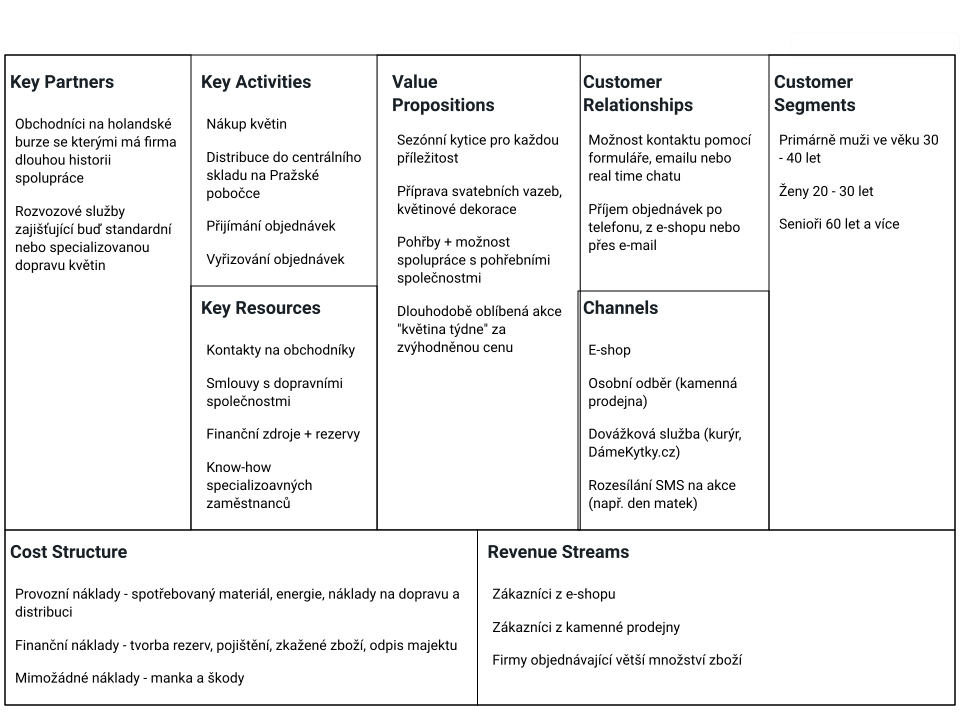 Key Partners
Obchodníci na holandské
burze se kterými má firma
dlouhou historii
spolupráce
Rozvozové služby
zajišťující buď standardní
nebo specializovanou
dopravu květin
Key Activities
Nákup květin
Distribuce do centrálního
skladu na Pražské
pobočce
Přijímání objednávek
Vyřizování objednávek
Key Resources
Kontakty na obchodníky
Smlouvy s dopravními
společnostmi
Finanční zdroje + rezervy
Know-how
specializoavných
zaměstnanců
Value
Propositions
Sezónní kytice pro každou
příležitost
Příprava svatebních vazeb,
květinové dekorace
Pohřby + možnost
spolupráce s pohřebními
společnostmi
Dlouhodobě oblíbená akce
"květina týdne" za
zvýhodněnou cenu
Customer
Relationships
Možnost kontaktu pomocí
formuláře, emailu nebo
real time chatu
Příjem objednávek po
telefonu, z e-shopu nebo
přes e-mail
Channels
E-shop
Osobní odběr (kamenná
prodejna)
Dovážková služba (kurýr,
DámeKytky.cz)
Rozesílání SMS na akce
(např. den matek)
Customer
Segments
Primárně muži ve věku 30
- 40 let
Ženy 20 - 30 let
Senioři 60 let a více
Cost Structure
Provozní náklady - spotřebovaný materiál, energie, náklady na dopravu a
distribuci
Finanční náklady - tvorba rezerv, pojištění, zkažené zboží, odpis majektu
Mimožádné náklady - manka a škody
Revenue Streams
Zákazníci z e-shopu
Zákazníci z kamenné prodejny
Firmy objednávající větší množství zboží